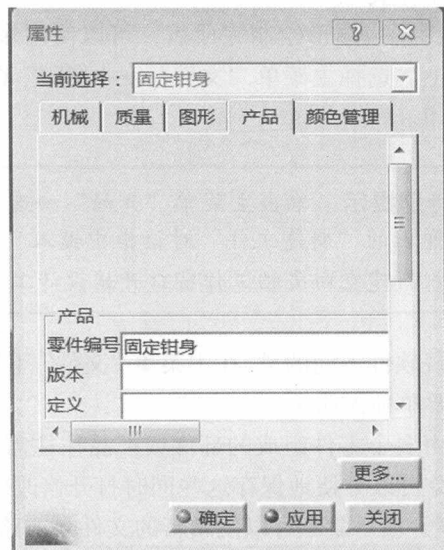 属性
当前选择： 固定钳身
机械 质量 图形 产品 颜色管理
产品
零件编号 固定钳身
版本
定义
更多...
确定 应用 关闭